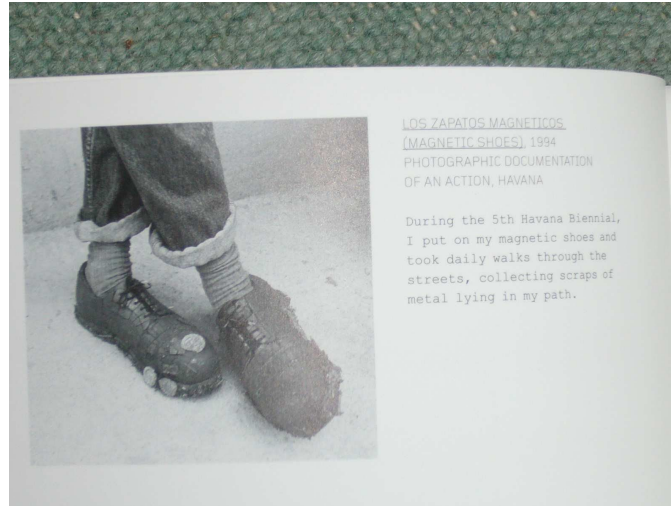 LOS ZAPATOS MAGNETICOS
(MAGNETIC SHOES), 1994
PHOTOGRAPHIC DOCUMENTATION
OF AN ACTION, HAVANA
During the 5th Havana Biennial,
I put on my magnetic shoes and
took daily walks through the
streets, collecting scraps of
metal lying in my path.